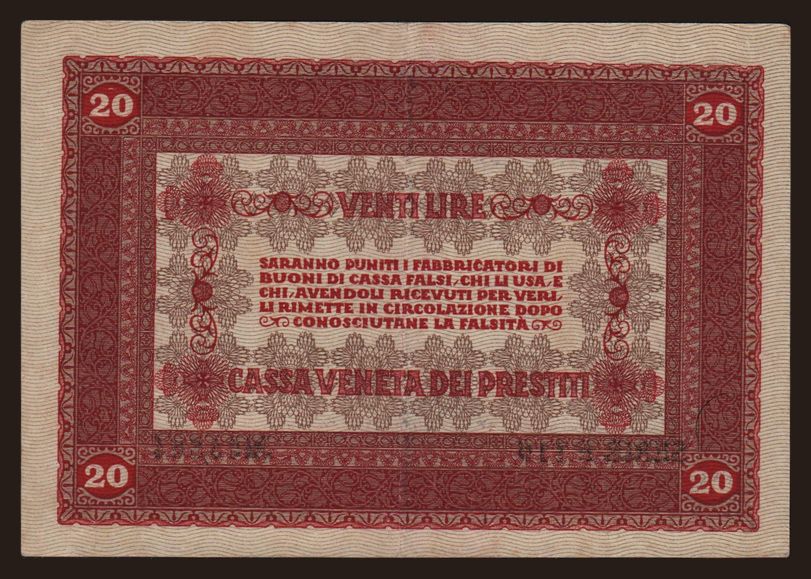 20 20
VENTI LIRE
SARANNO PUNITI I FABBRICATORI DI
BUONI DI CASSA FALSI, CHI LI USA, E
CHI, AVENDOLI RICEVUTI PER VERI,
LI RIMETTE IN CIRCOLAZIONE DOPO
CONOSCIUTANE LA FALSITÀ
CASSA VENETA DEI PRESTITI
20 20